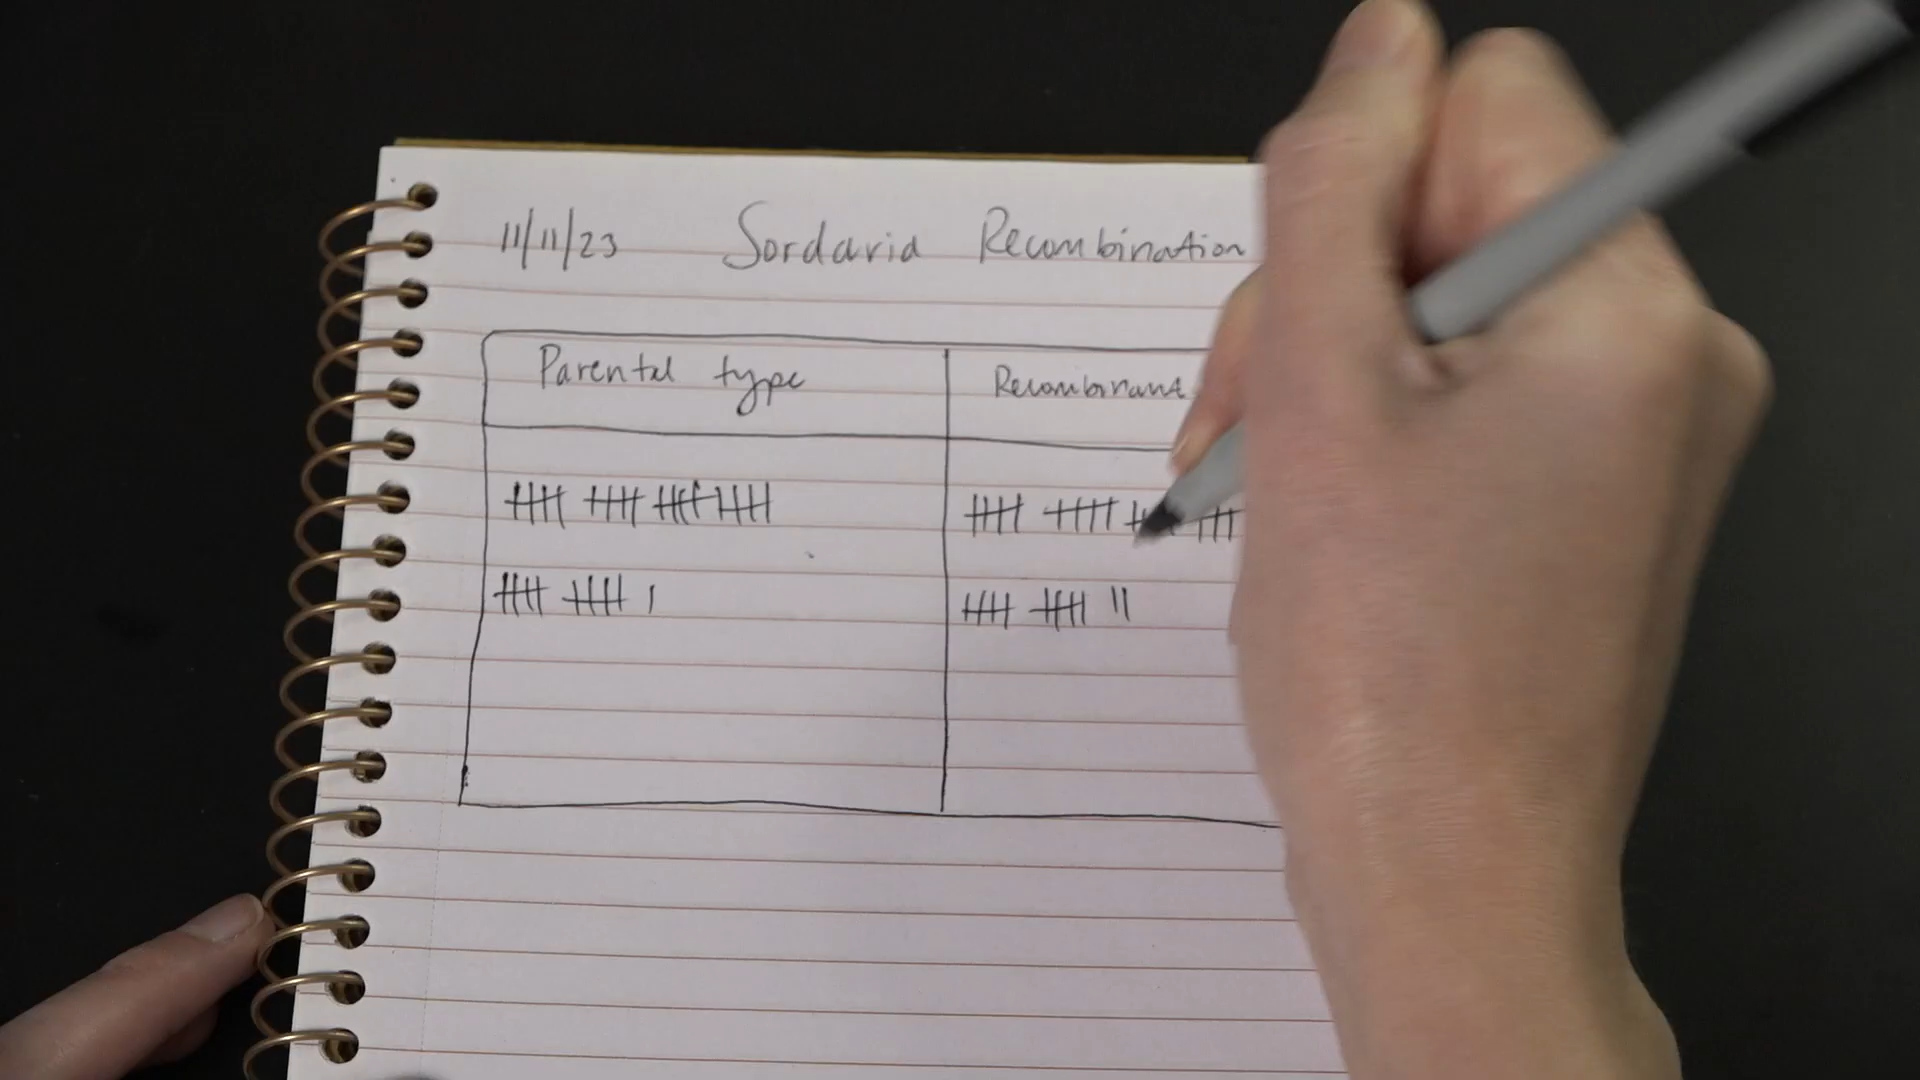 11/11/23 Sordaria Recombination
Parental type Recombinant